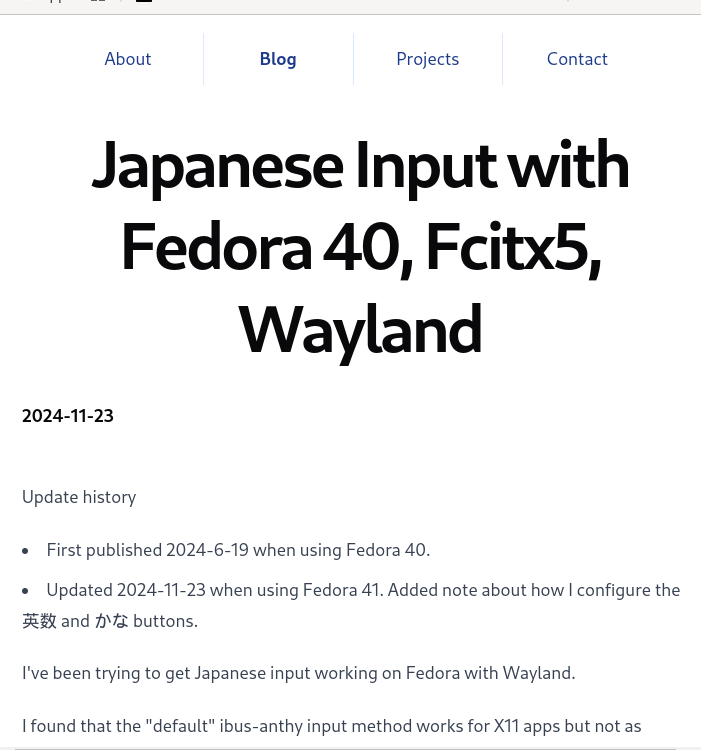 About
Blog
Projects
Contact
Japanese Input with
Fedora 40, Fcitx5,
Wayland
2024-11-23
Update history
• First published 2024-6-19 when using Fedora 40.
• Updated 2024-11-23 when using Fedora 41. Added note about how I configure the
英数 and かな buttons.
I've been trying to get Japanese input working on Fedora with Wayland.
I found that the "default" ibus-anthy input method works for X11 apps but not as